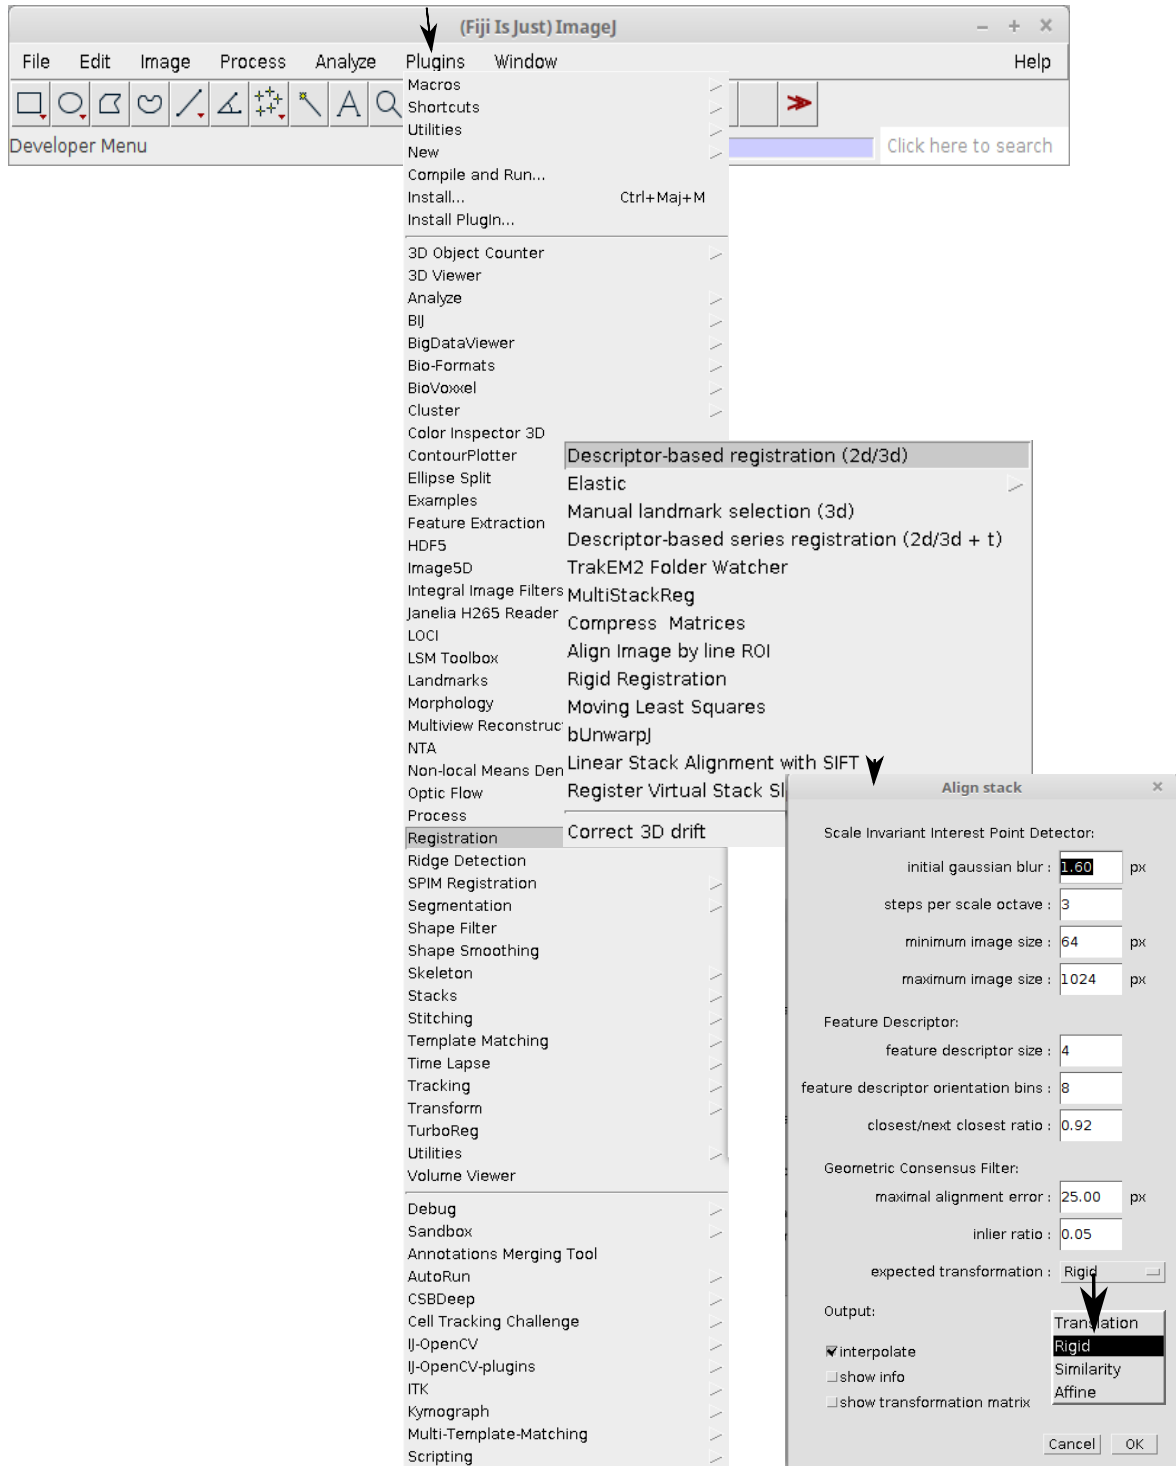 (Fiji Is Just) ImageJ
File Edit Image Process Analyze Plugins Window Help
Developer Menu
Click here to search
Macros
Shortcuts
Utilities
New
Compile and Run...
Install... Ctrl+Maj+M
Install PlugIn...
3D Object Counter
3D Viewer
Analyze
BIJ
BigDataViewer
Bio-Formats
BioVoxxel
Cluster
Color Inspector 3D
ContourPlotter
Ellipse Split
Examples
Feature Extraction
HDF5
Image5D
Integral Image Filters
Janelia H265 Reader
LOCI
LSM Toolbox
Landmarks
Morphology
Multiview Reconstruc
NTA
Non-local Means Den
Optic Flow
Process
Registration
Ridge Detection
SPIM Registration
Segmentation
Shape Filter
Shape Smoothing
Skeleton
Stacks
Stitching
Template Matching
Time Lapse
Tracking
Transform
TurboReg
Utilities
Volume Viewer
Debug
Sandbox
Annotations Merging Tool
AutoRun
CSBDeep
Cell Tracking Challenge
IJ-OpenCV
IJ-OpenCV-plugins
ITK
Kymograph
Multi-Template-Matching
Scripting
Descriptor-based registration (2d/3d)
Elastic
Manual landmark selection (3d)
Descriptor-based series registration (2d/3d + t)
TrakEM2 Folder Watcher
MultiStackReg
Compress Matrices
Align Image by line ROI
Rigid Registration
Moving Least Squares
bUnwarpJ
Linear Stack Alignment with SIFT
Register Virtual Stack Sl
Correct 3D drift
Align stack
Scale Invariant Interest Point Detector:
initial gaussian blur : 1.60 px
steps per scale octave : 3
minimum image size : 64 px
maximum image size : 1024 px
Feature Descriptor:
feature descriptor size : 4
feature descriptor orientation bins : 8
closest/next closest ratio : 0.92
Geometric Consensus Filter:
maximal alignment error : 25.00 px
inlier ratio : 0.05
expected transformation : Rigid
Translation
Rigid
Similarity
Affine
Output:
interpolate
show info
show transformation matrix
Cancel OK